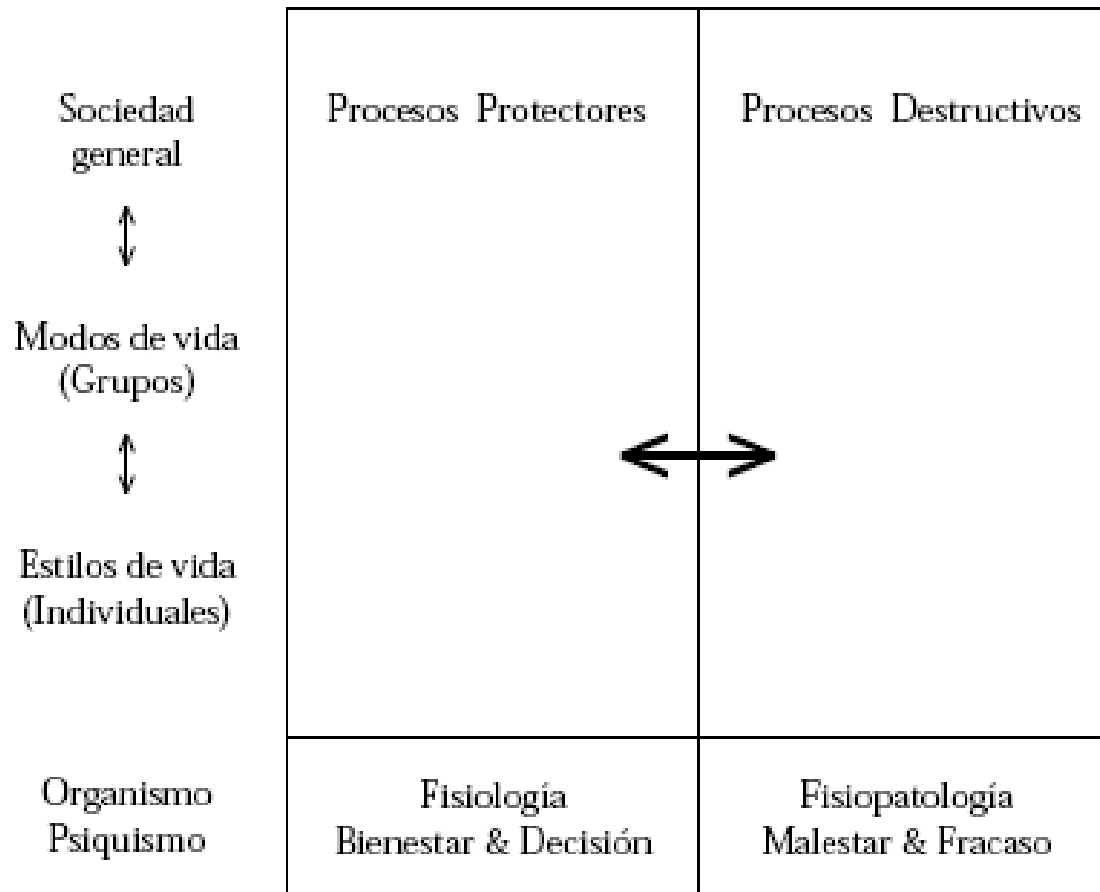 Sociedad
general
Procesos Protectores
Procesos Destructivos
Modos de vida
(Grupos)
Estilos de vida
(Individuales)
Organismo
Psiquismo
Fisiología
Bienestar & Decisión
Fisiopatología
Malestar & Fracaso